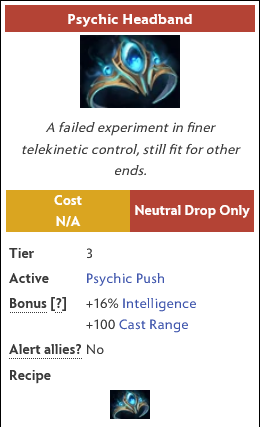 Psychic Headband
A failed experiment in finer
telekinetic control, still fit for other
ends.
Cost
N/A
Neutral Drop Only
Tier 3
Active Psychic Push
Bonus [?] +16% Intelligence
+100 Cast Range
Alert allies? No
Recipe